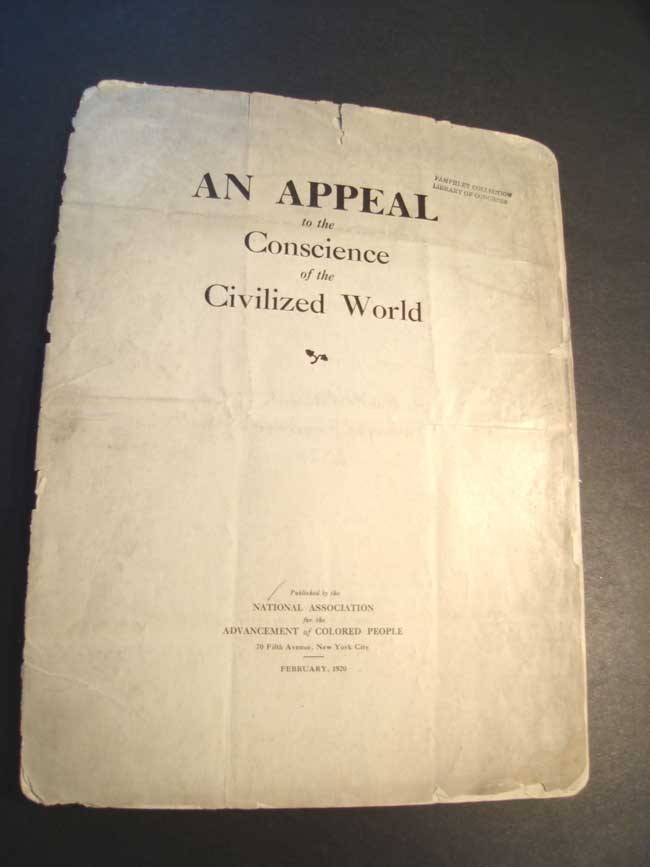 AN APPEAL
to the
Conscience
of the
Civilized World
PAMPHLET COLLECTION
LIBRARY OF CONGRESS
Published by the
NATIONAL ASSOCIATION
for the
ADVANCEMENT of COLORED PEOPLE
70 Fifth Avenue, New York City
FEBRUARY, 1920